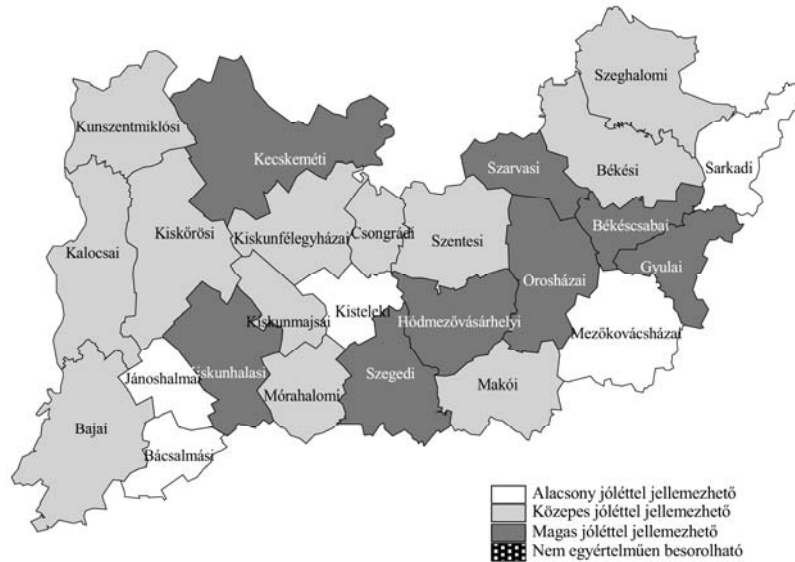 Szeghalomi
Kunszentmiklósi
Kecskeméti
Szarvasi
Békési
Sarkadi
Kiskőrösi
Kiskunfélegyházai
Csongrádi
Szentesi
Békéscsabai
Kalocsai
Gyulai
Orosházai
Kisteleki
Kiskunmajsai
Hódmezővásárhelyi
Mezőkovácsházai
Jánoshalmai
Kiskunhalasi
Szegedi
Mórahalomi
Makói
Bajai
Bácsalmási
Alacsony jóléttel jellemezhető
Közepes jóléttel jellemezhető
Magas jóléttel jellemezhető
Nem egyértelműen besorolható